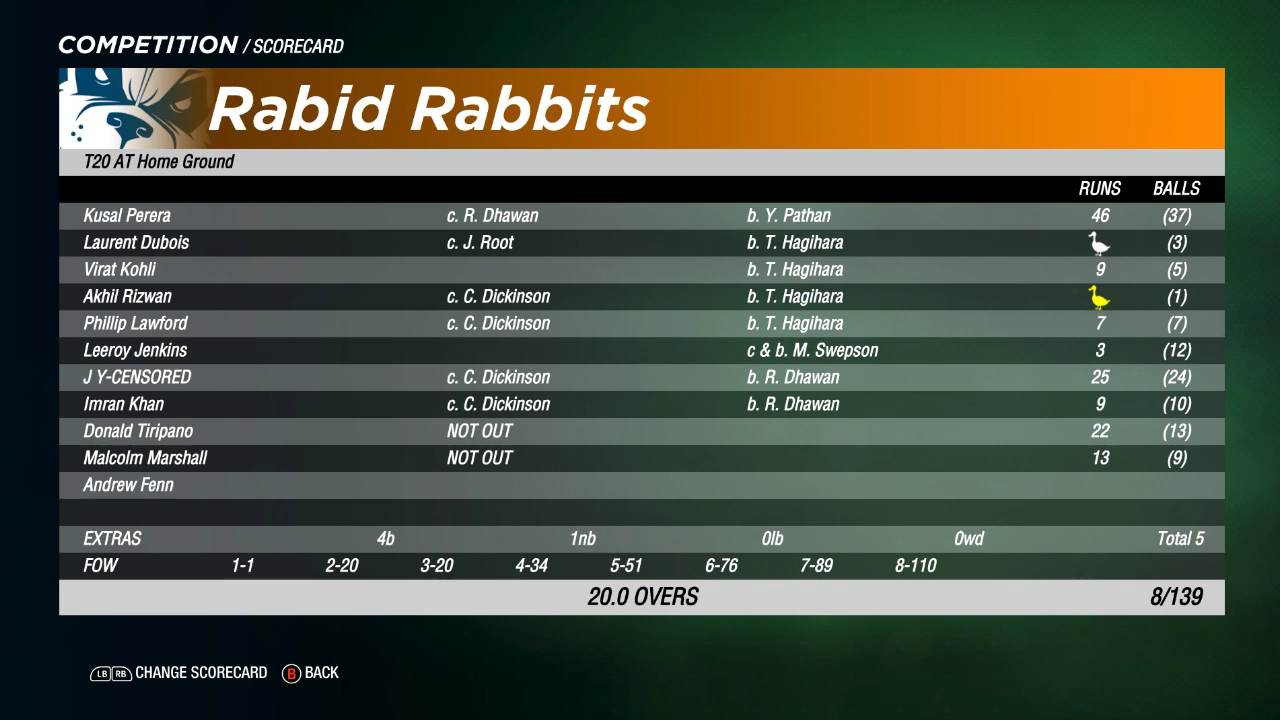 COMPETITION / SCORECARD
Rabid Rabbits
T20 AT Home Ground
RUNS BALLS
Kusal Perera c. R. Dhawan b. Y. Pathan 46 (37)
Laurent Dubois c. J. Root b. T. Hagihara (3)
Virat Kohli b. T. Hagihara 9 (5)
Akhil Rizwan c. C. Dickinson b. T. Hagihara (1)
Phillip Lawford c. C. Dickinson b. T. Hagihara 7 (7)
Leeroy Jenkins c & b. M. Swepson 3 (12)
J Y-CENSORED c. C. Dickinson b. R. Dhawan 25 (24)
Imran Khan c. C. Dickinson b. R. Dhawan 9 (10)
Donald Tiripano NOT OUT 22 (13)
Malcolm Marshall NOT OUT 13 (9)
Andrew Fenn
EXTRAS 4b 1nb 0lb 0wd Total 5
FOW 1-1 2-20 3-20 4-34 5-51 6-76 7-89 8-110
20.0 OVERS 8/139
LB RB CHANGE SCORECARD B BACK